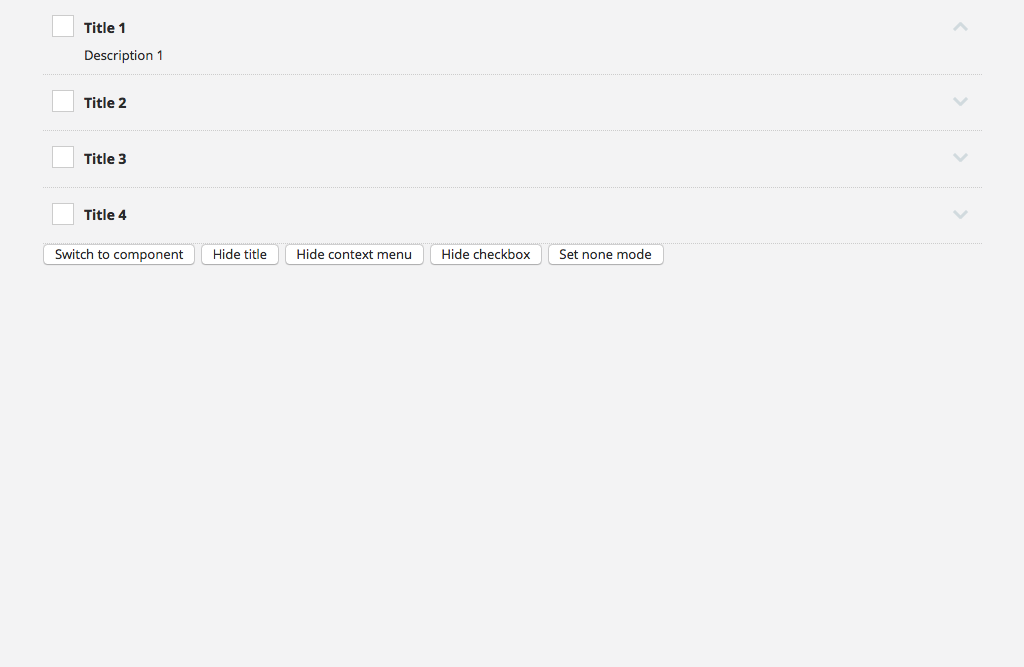 Title 1
Description 1
Title 2
Title 3
Title 4
Switch to component Hide title Hide context menu Hide checkbox Set none mode